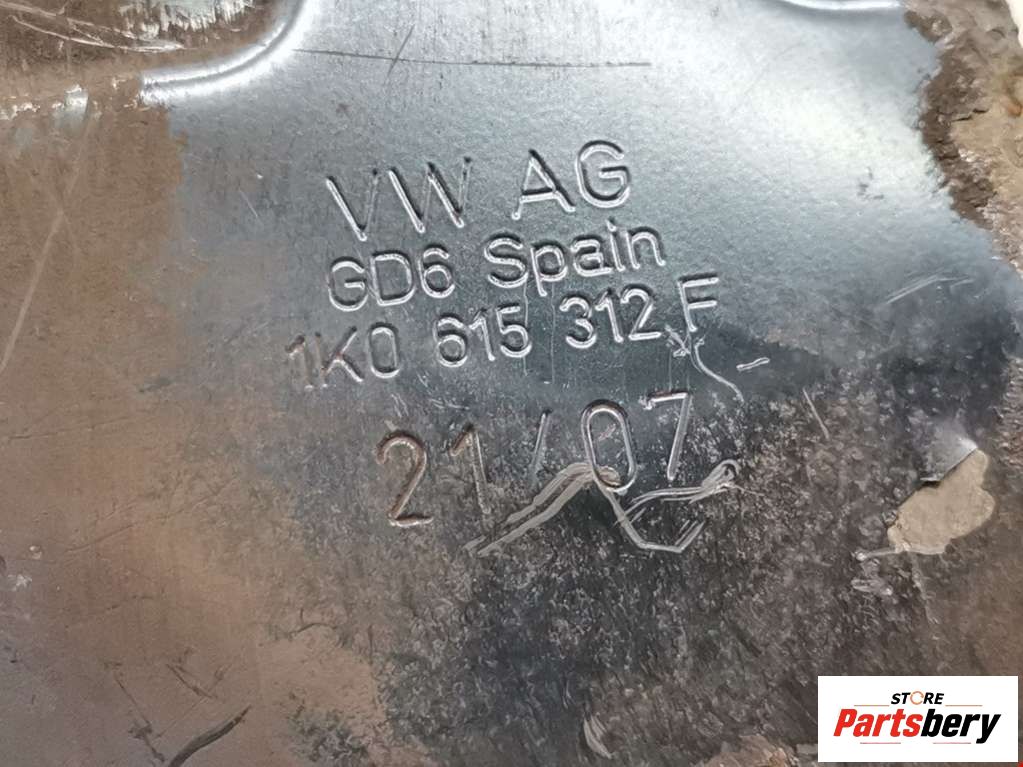 VW AG
GD6 Spain
1K0 615 312 F
21/07
STORE
Partsbery